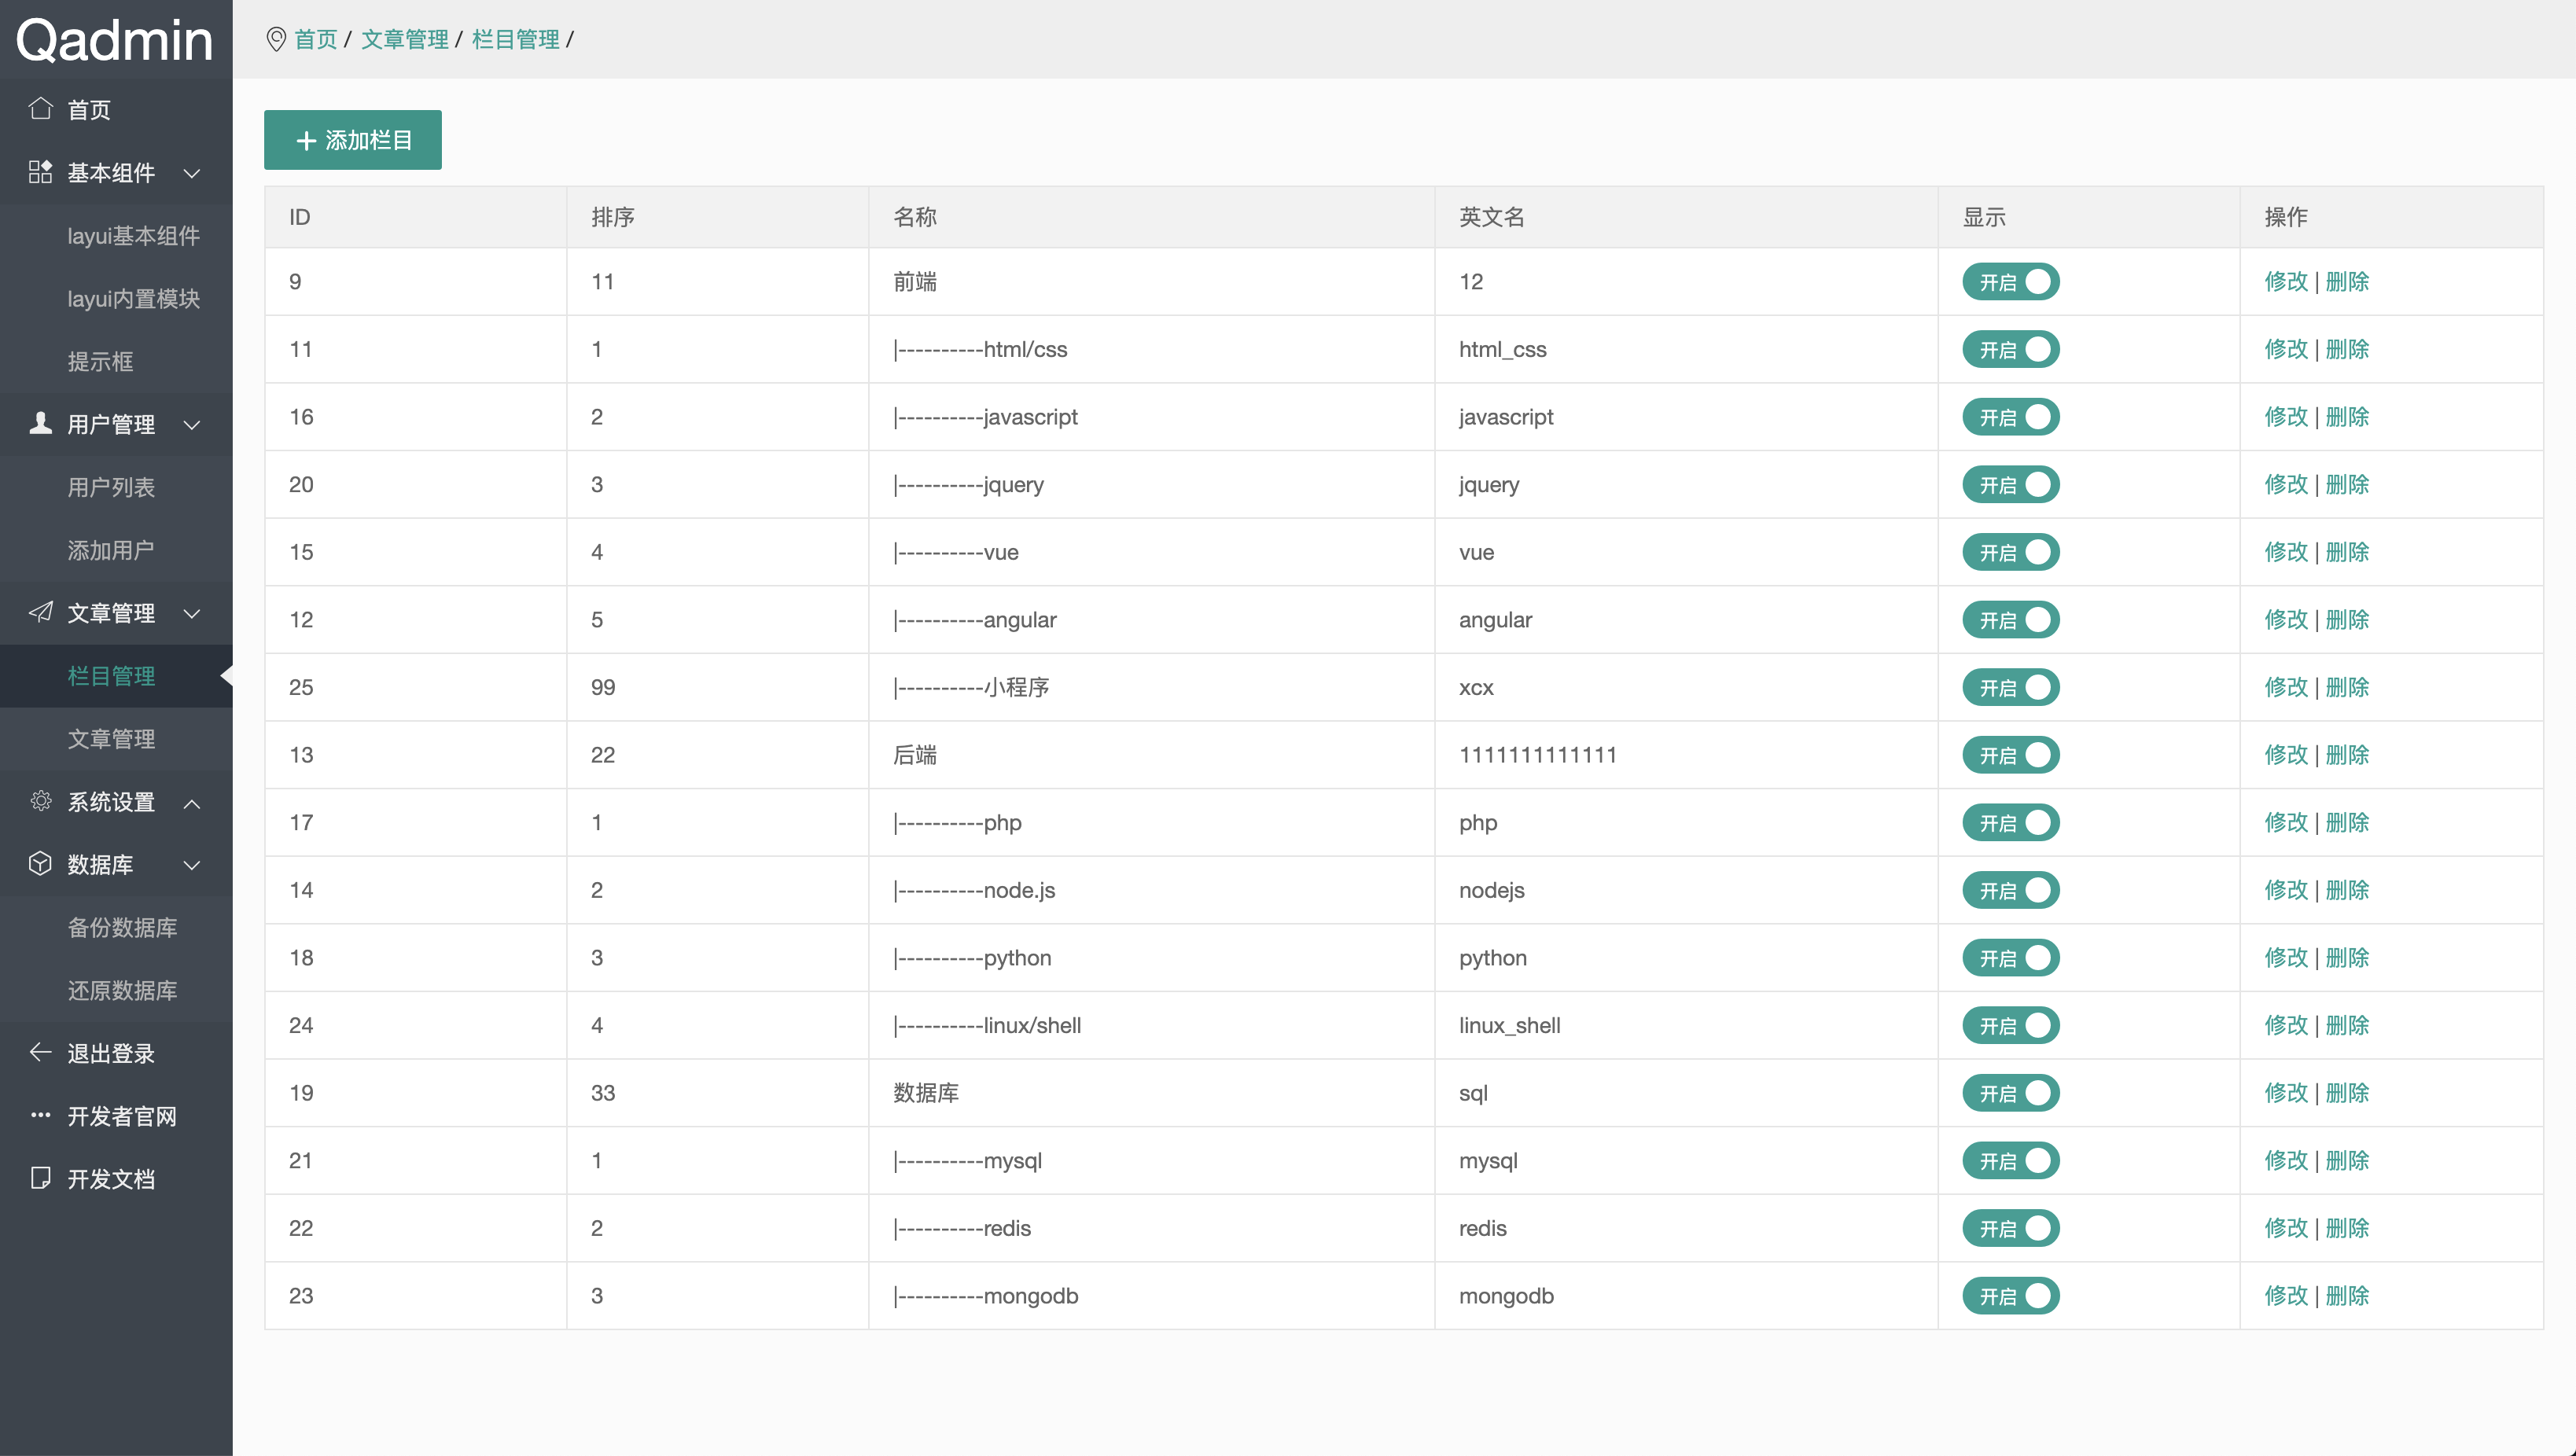 Qadmin
首页
基本组件
layui基本组件
layui内置模块
提示框
用户管理
用户列表
添加用户
文章管理
栏目管理
文章管理
系统设置
数据库
备份数据库
还原数据库
退出登录
开发者官网
开发文档
首页 / 文章管理 / 栏目管理 /
添加栏目
ID 排序 名称 英文名 显示 操作
9 11 前端 12 开启 修改 | 删除
11 1 |----------html/css html_css 开启 修改 | 删除
16 2 |----------javascript javascript 开启 修改 | 删除
20 3 |----------jquery jquery 开启 修改 | 删除
15 4 |----------vue vue 开启 修改 | 删除
12 5 |----------angular angular 开启 修改 | 删除
25 99 |----------小程序 xcx 开启 修改 | 删除
13 22 后端 1111111111111 开启 修改 | 删除
17 1 |----------php php 开启 修改 | 删除
14 2 |----------node.js nodejs 开启 修改 | 删除
18 3 |----------python python 开启 修改 | 删除
24 4 |----------linux/shell linux_shell 开启 修改 | 删除
19 33 数据库 sql 开启 修改 | 删除
21 1 |----------mysql mysql 开启 修改 | 删除
22 2 |----------redis redis 开启 修改 | 删除
23 3 |----------mongodb mongodb 开启 修改 | 删除